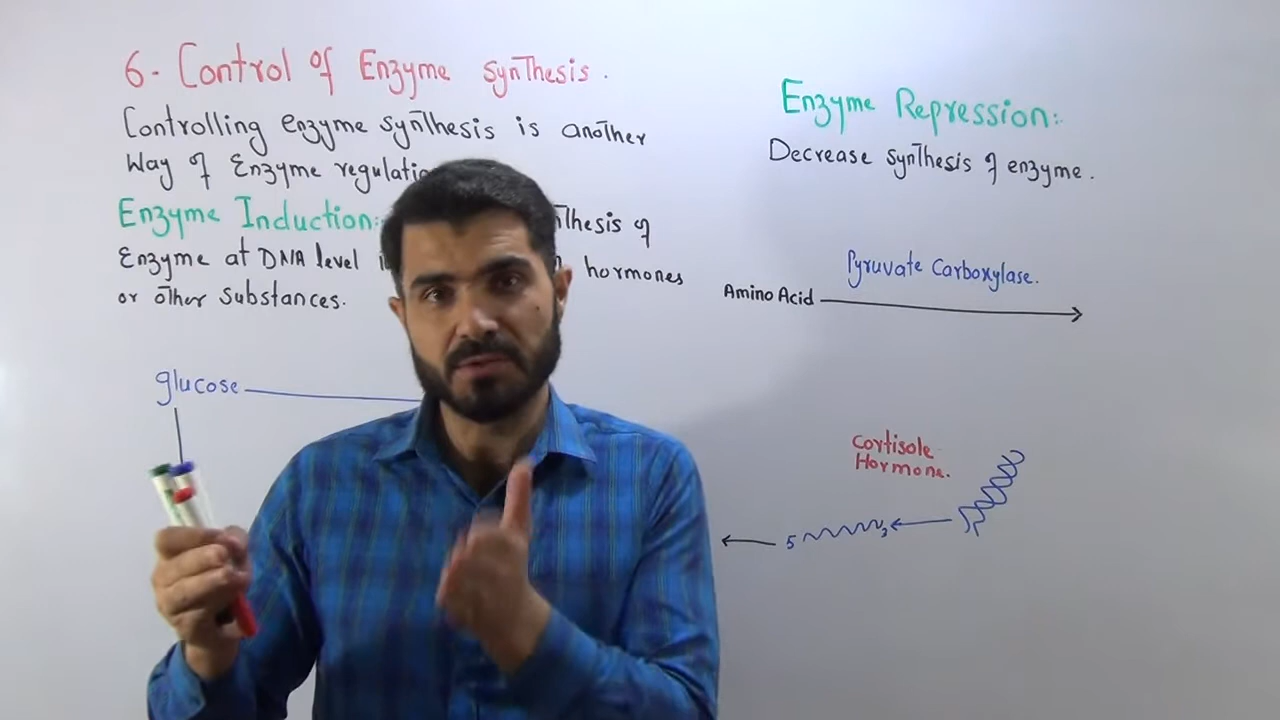 6. Control of Enzyme Synthesis.
Controlling enzyme synthesis is another
Way of Enzyme regulatio
Enzyme Induction: thesis of
Enzyme at DNA level i hormones
or other Substances.
glucose
Enzyme Repression:
Decrease synthesis of enzyme.
Pyruvate Carboxylase.
Amino Acid
Cortisole
Hormone.
5 3